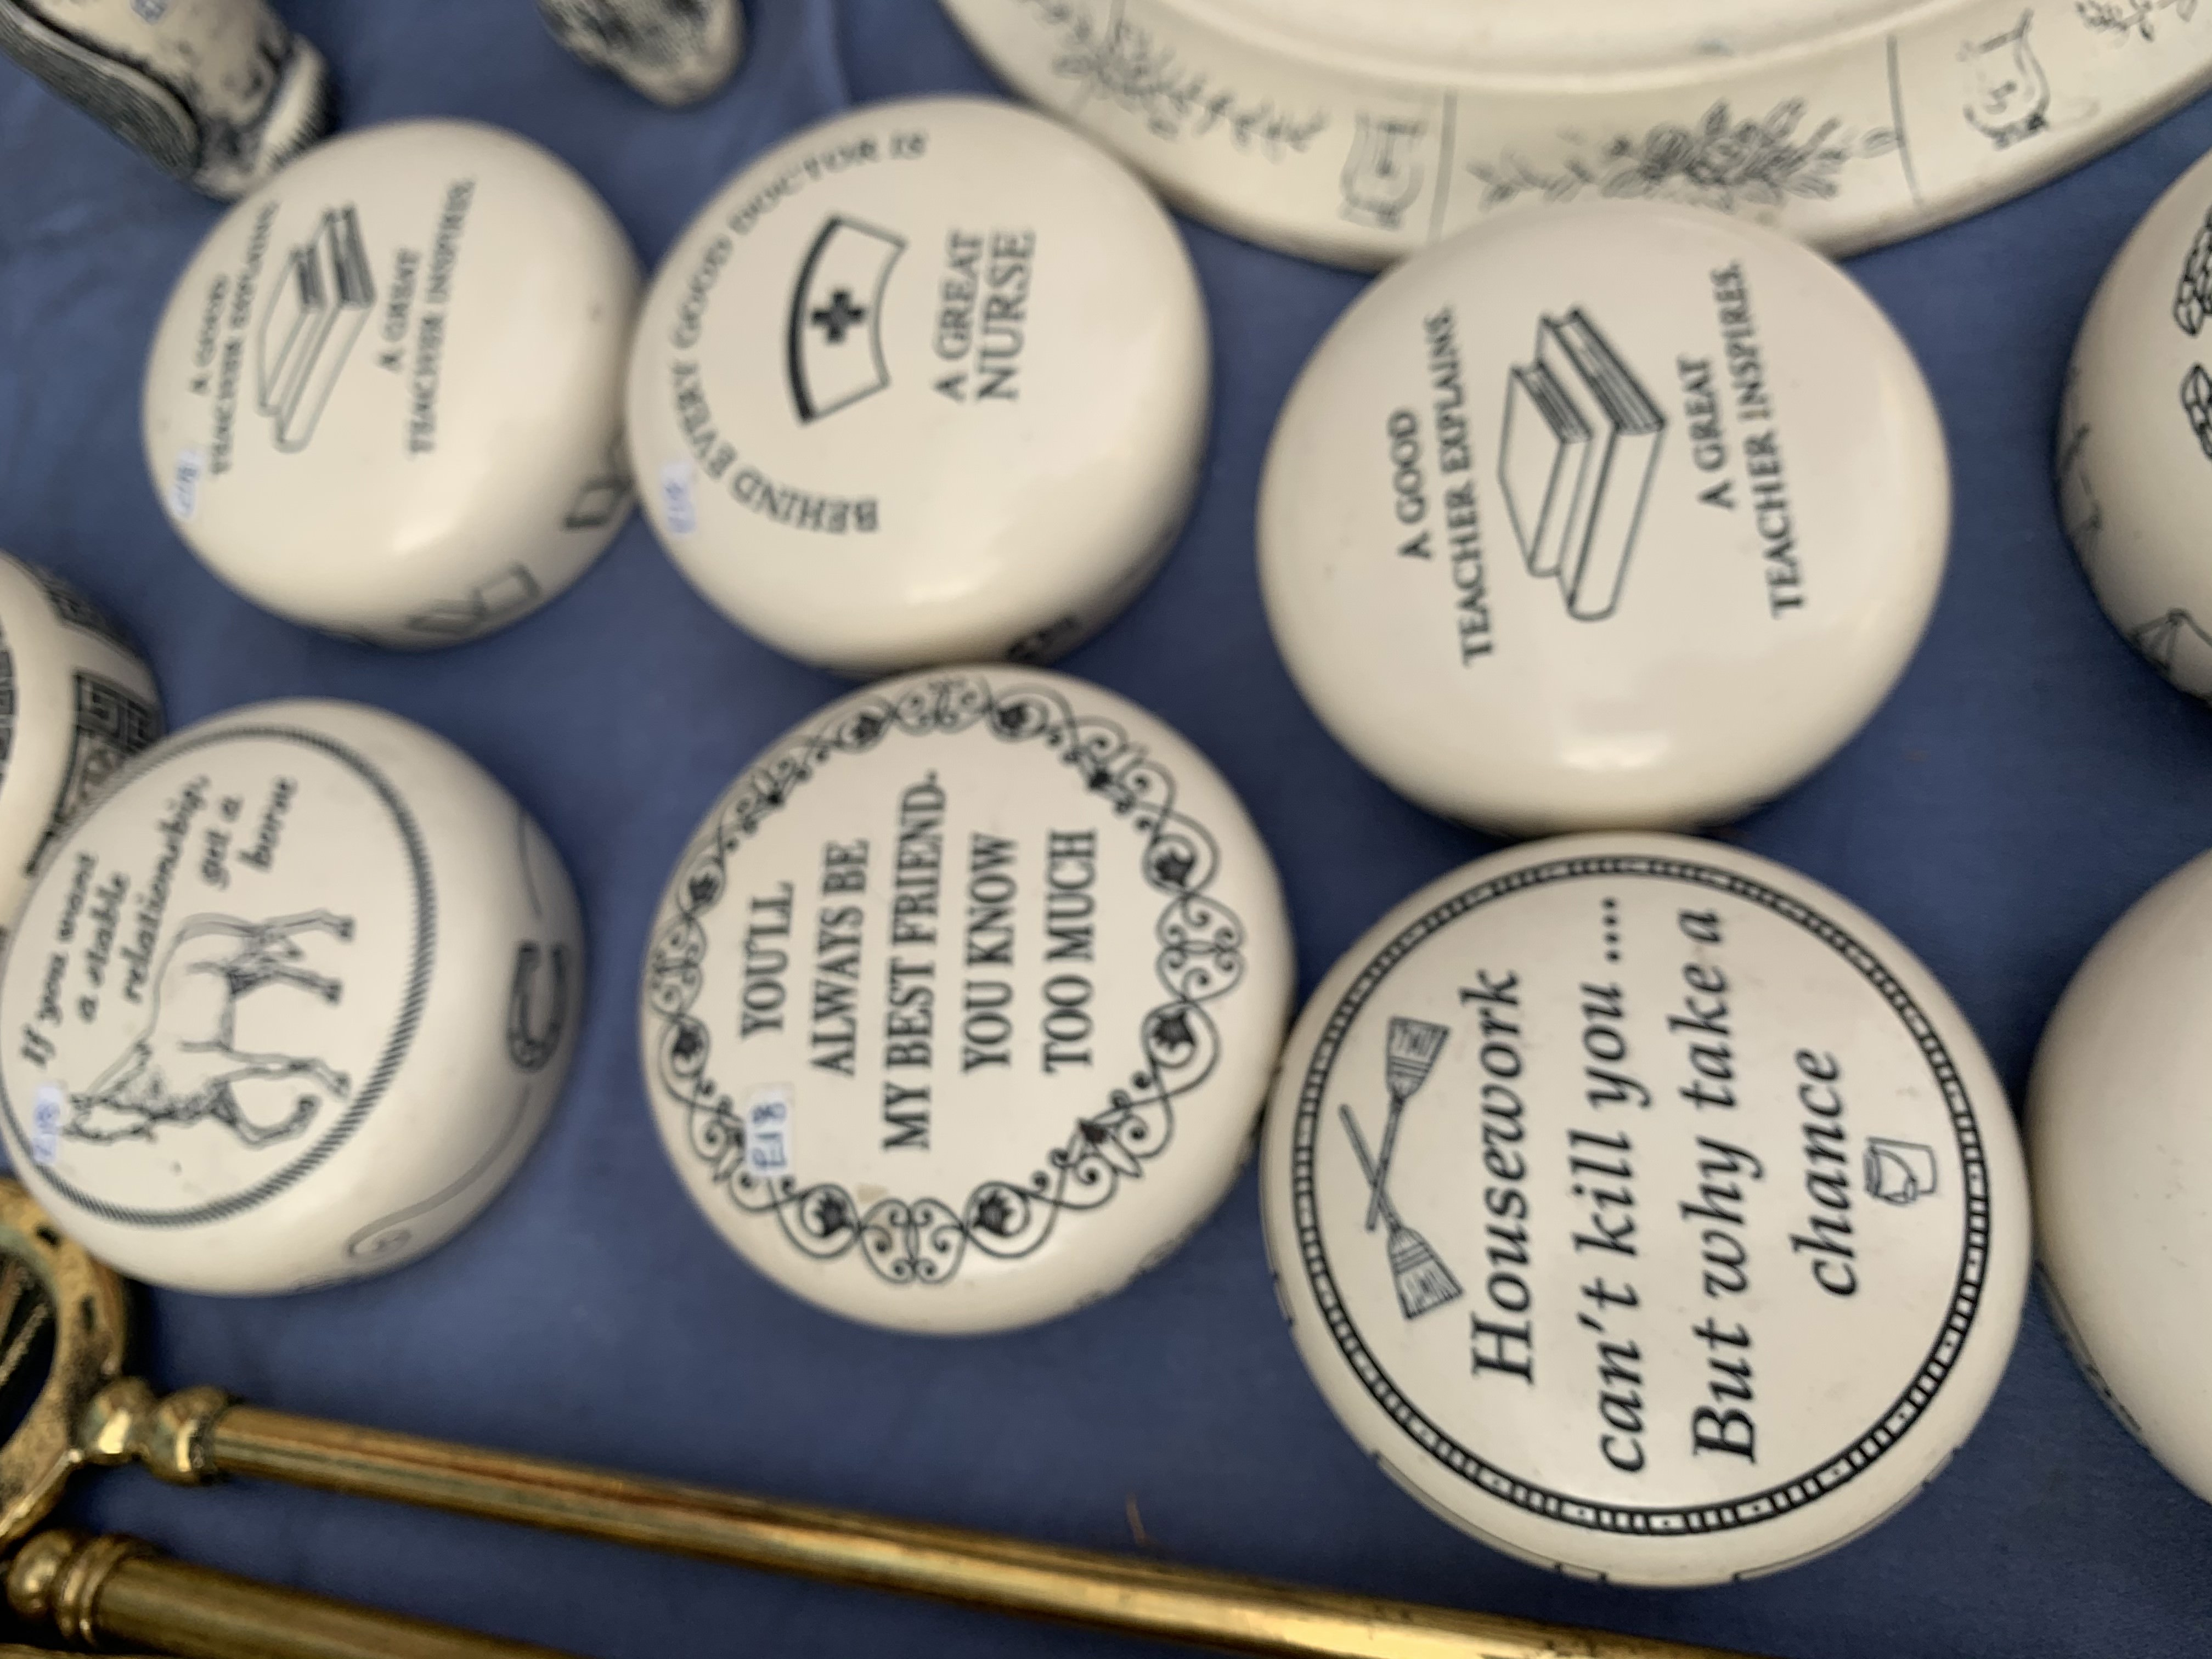 A GOOD
TEACHER EXPLAINS.
A GREAT
TEACHER INSPIRES.
BEHIND EVERY GOOD DOCTOR IS
A GREAT
NURSE
A GOOD
TEACHER EXPLAINS.
A GREAT
TEACHER INSPIRES.
If you want
a stable
relationship,
get a
horse
£18
YOU'LL
ALWAYS BE
MY BEST FRIEND.
YOU KNOW
TOO MUCH
£18
Housework
can't kill you ....
But why take a
chance